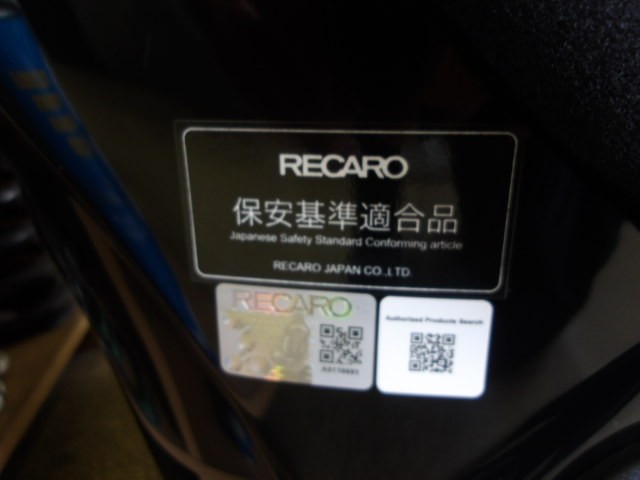 RECARO
保安基準適合品
Japanese Safety Standard Conforming article
RECARO JAPAN CO.,LTD.
RECARO
Authorized Products Search